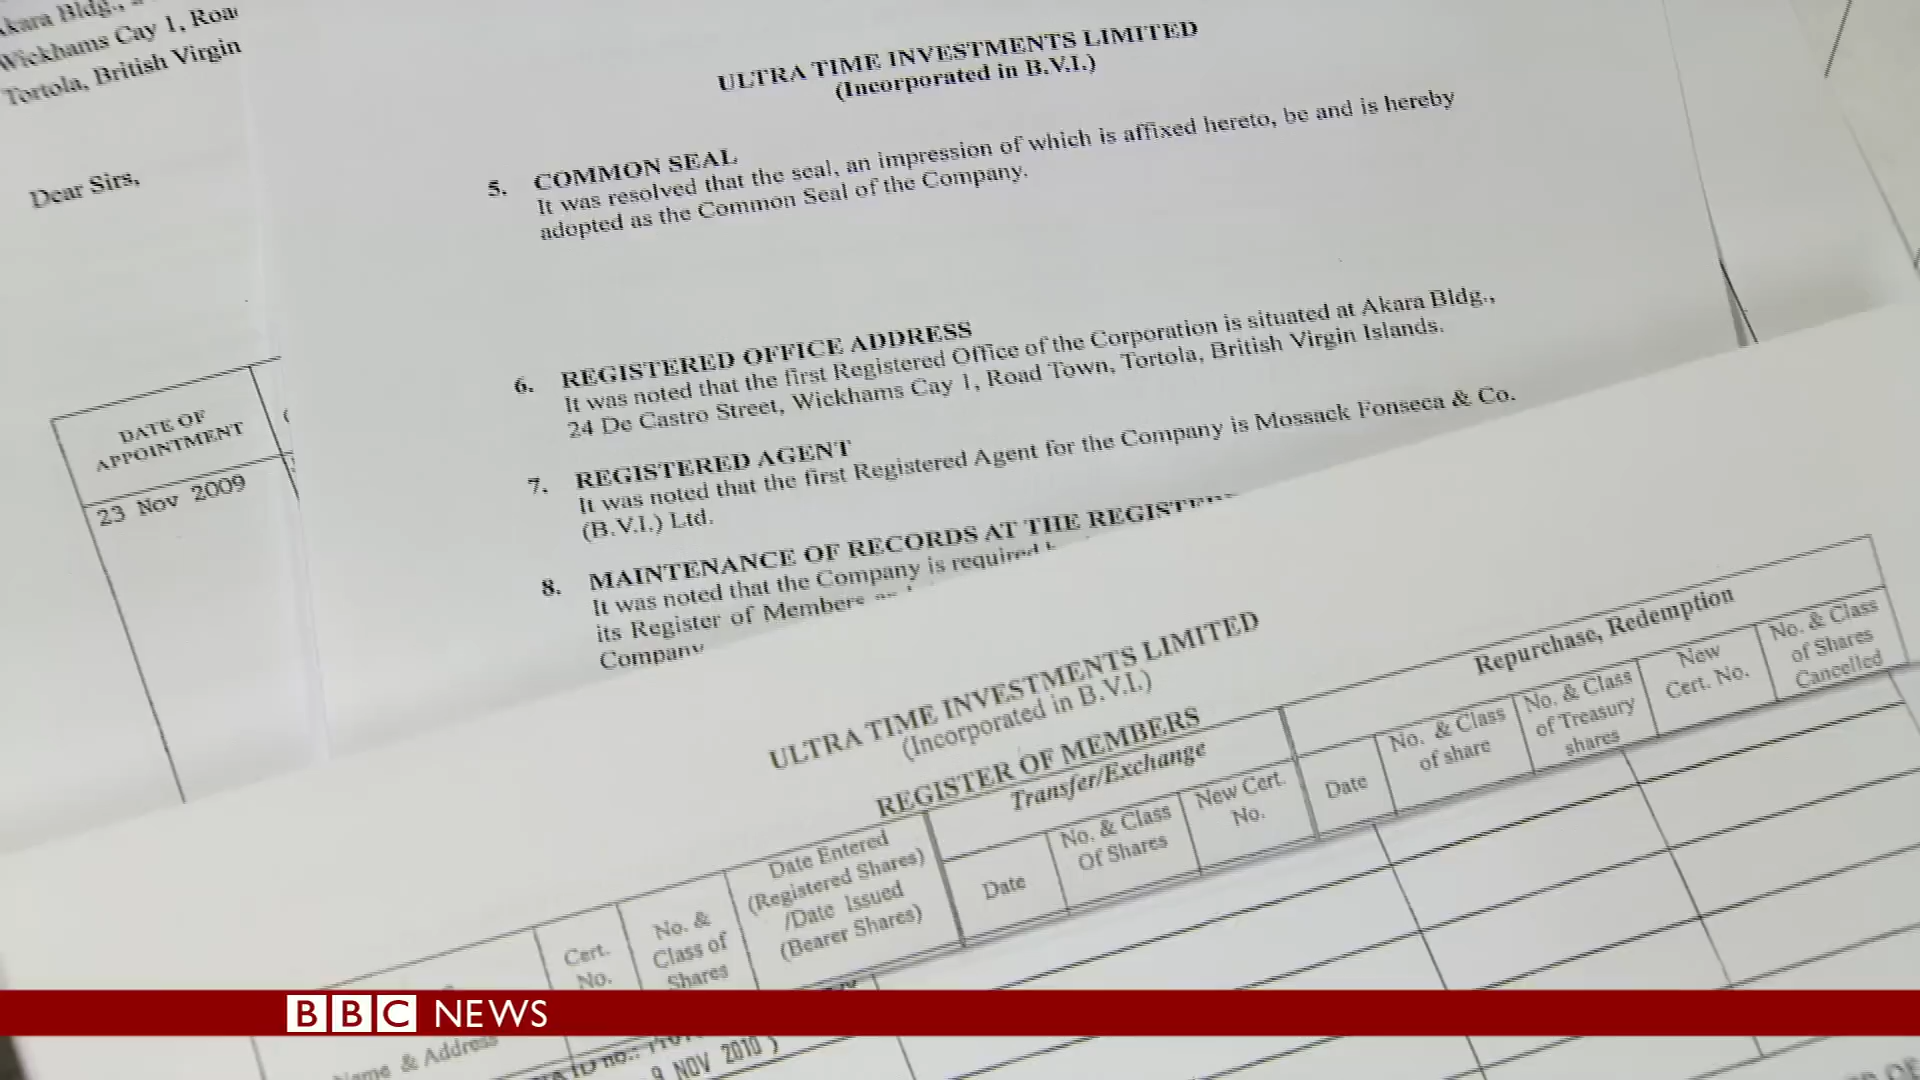 Akara Bldg.,
Wickhams Cay 1, Road
Tortola, British Virgin
Dear Sirs,
DATE OF
APPOINTMENT
23 Nov 2009
ULTRA TIME INVESTMENTS LIMITED
(Incorporated in B.V.I.)
5. COMMON SEAL
It was resolved that the seal, an impression of which is affixed hereto, be and is hereby
adopted as the Common Seal of the Company.
6. REGISTERED OFFICE ADDRESS
It was noted that the first Registered Office of the Corporation is situated at Akara Bldg.,
24 De Castro Street, Wickhams Cay 1, Road Town, Tortola, British Virgin Islands.
7. REGISTERED AGENT
It was noted that the first Registered Agent for the Company is Mossack Fonseca & Co.
(B.V.I.) Ltd.
8. MAINTENANCE OF RECORDS AT THE REGISTERE
It was noted that the Company is required
its Register of Members
Company
ULTRA TIME INVESTMENTS LIMITED
(Incorporated in B.V.I.)
REGISTER OF MEMBERS
Transfer/Exchange
Repurchase, Redemption
Name & Address
Cert.
No.
No. &
Class of
Shares
Date Entered
(Registered Shares)
/Date Issued
(Bearer Shares)
Date
No. & Class
Of Shares
New Cert.
No.
Date
No. & Class
of share
No. & Class
of Treasury
shares
New
Cert. No.
No. & Class
of Shares
Cancelled
ID no.:
9 NOV 2010
BBC NEWS